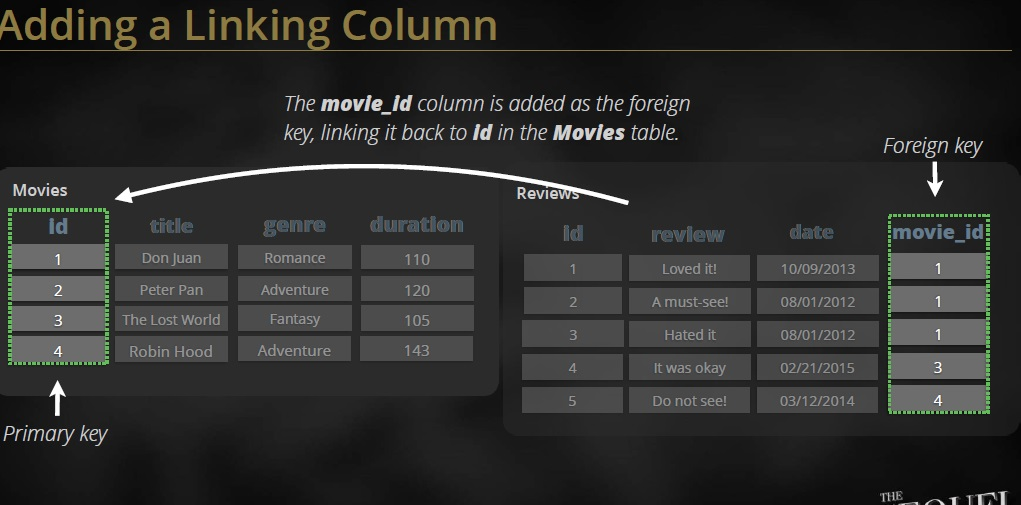 Adding a Linking Column
The movie_id column is added as the foreign
key, linking it back to id in the Movies table.
Foreign key
Movies
id title genre duration
1 Don Juan Romance 110
2 Peter Pan Adventure 120
3 The Lost World Fantasy 105
4 Robin Hood Adventure 143
Primary key
Reviews
id review date movie_id
1 Loved it! 10/09/2013 1
2 A must-see! 08/01/2012 1
3 Hated it 08/01/2012 1
4 It was okay 02/21/2015 3
5 Do not see! 03/12/2014 4
THE